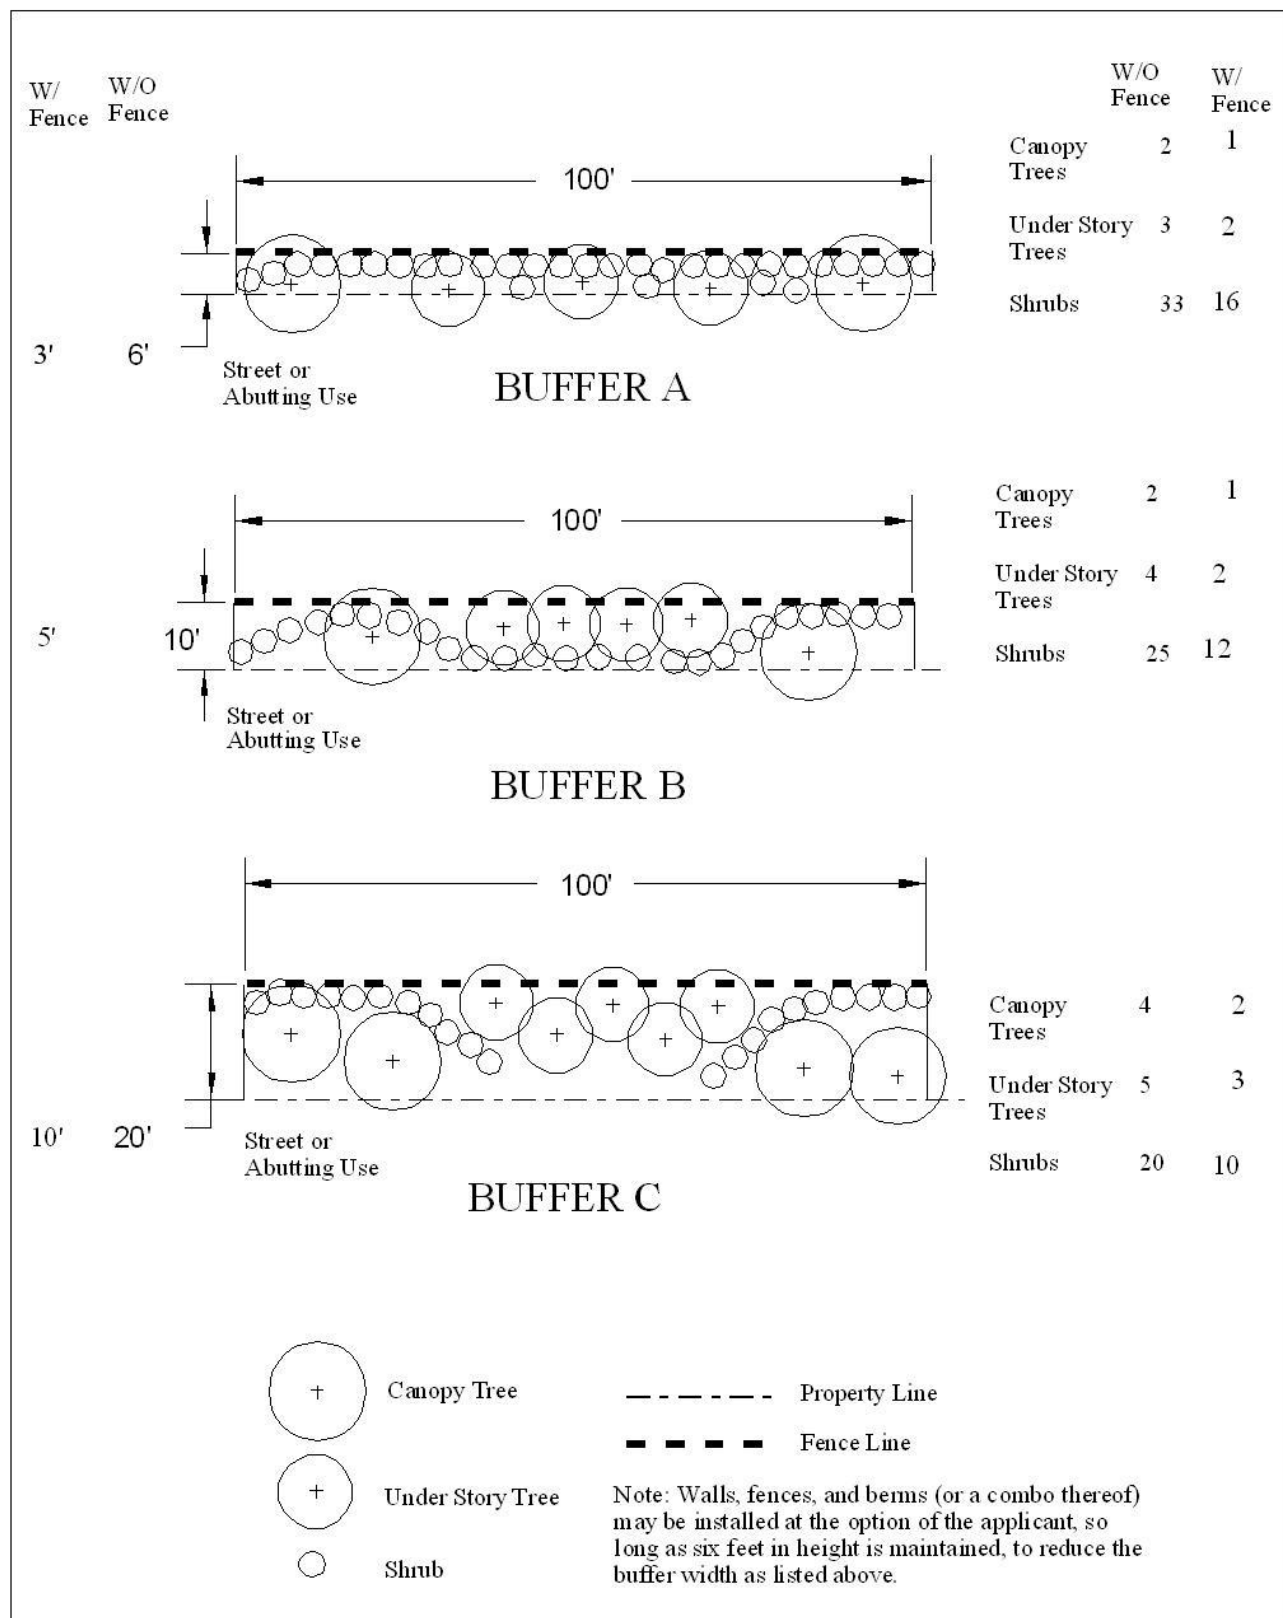 W/ W/O
Fence Fence
W/O W/
Fence Fence
100'
Canopy 2 1
Trees
Under Story 3 2
Trees
Shrubs 33 16
3' 6'
Street or
Abutting Use
BUFFER A
100'
Canopy 2 1
Trees
Under Story 4 2
Trees
5' 10'
Shrubs 25 12
Street or
Abutting Use
BUFFER B
100'
Canopy 4 2
Trees
Under Story 5 3
Trees
10' 20'
Shrubs 20 10
Street or
Abutting Use
BUFFER C
Canopy Tree
Property Line
Fence Line
Under Story Tree
Shrub
Note: Walls, fences, and berms (or a combo thereof)
may be installed at the option of the applicant, so
long as six feet in height is maintained, to reduce the
buffer width as listed above.